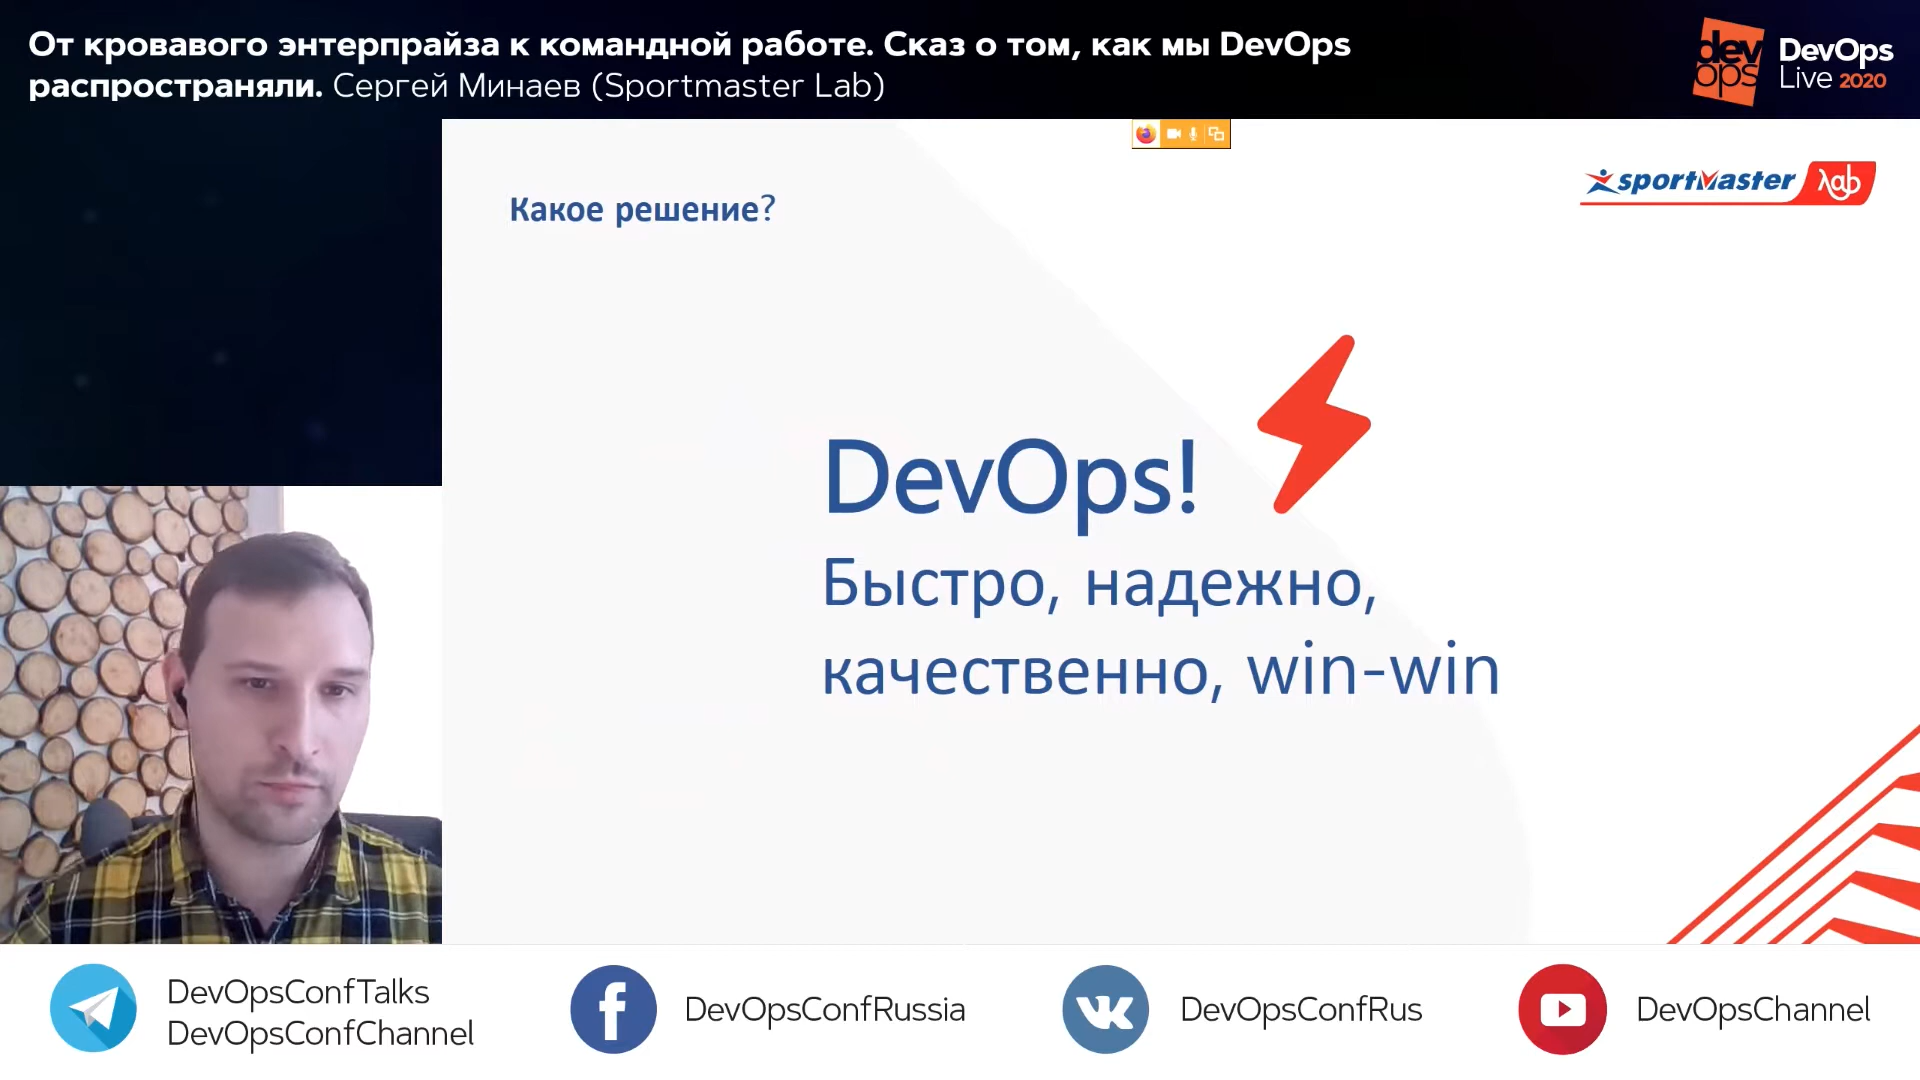 От кровавого энтерпрайза к командной работе. Сказ о том, как мы DevOps
распространяли. Сергей Минаев (Sportmaster Lab)
dev
ops
DevOps
Live 2020
Какое решение?
sportmaster λab
DevOps!
Быстро, надежно,
качественно, win-win
DevOpsConfTalks
DevOpsConfChannel
DevOpsConfRussia
DevOpsConfRus
DevOpsChannel